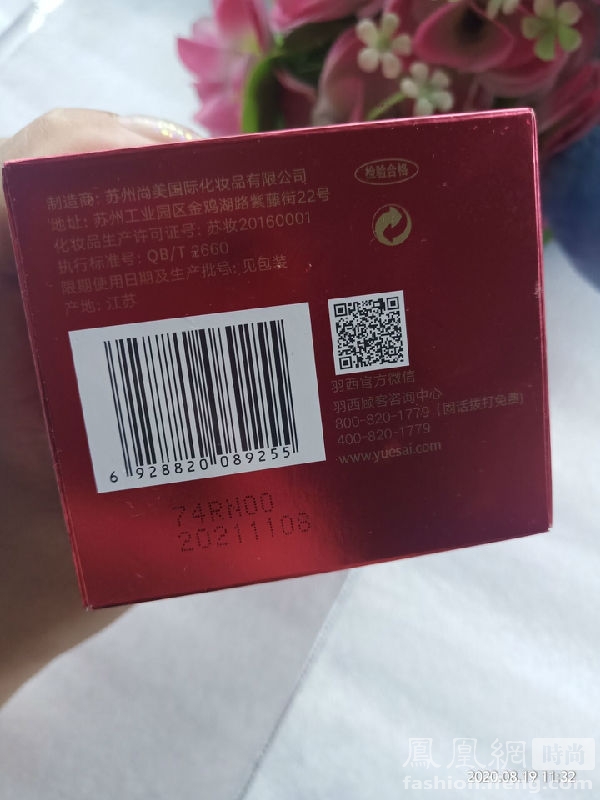 制造商: 苏州尚美国际化妆品有限公司
地址: 苏州工业园区金鸡湖路紫藤街22号
化妆品生产许可证号: 苏妆20160001
执行标准号: QB/T 2660
限期使用日期及生产批号: 见包装
产地: 江苏
检验合格
6 928820 089255
羽西官方微信
羽西顾客咨询中心
800-820-1779 (固话拨打免费)
400-820-1779
www.yuesai.com
74RW00
20211108
鳳凰網 時尚
2020.08.19 11:32
fashion.ifeng.com